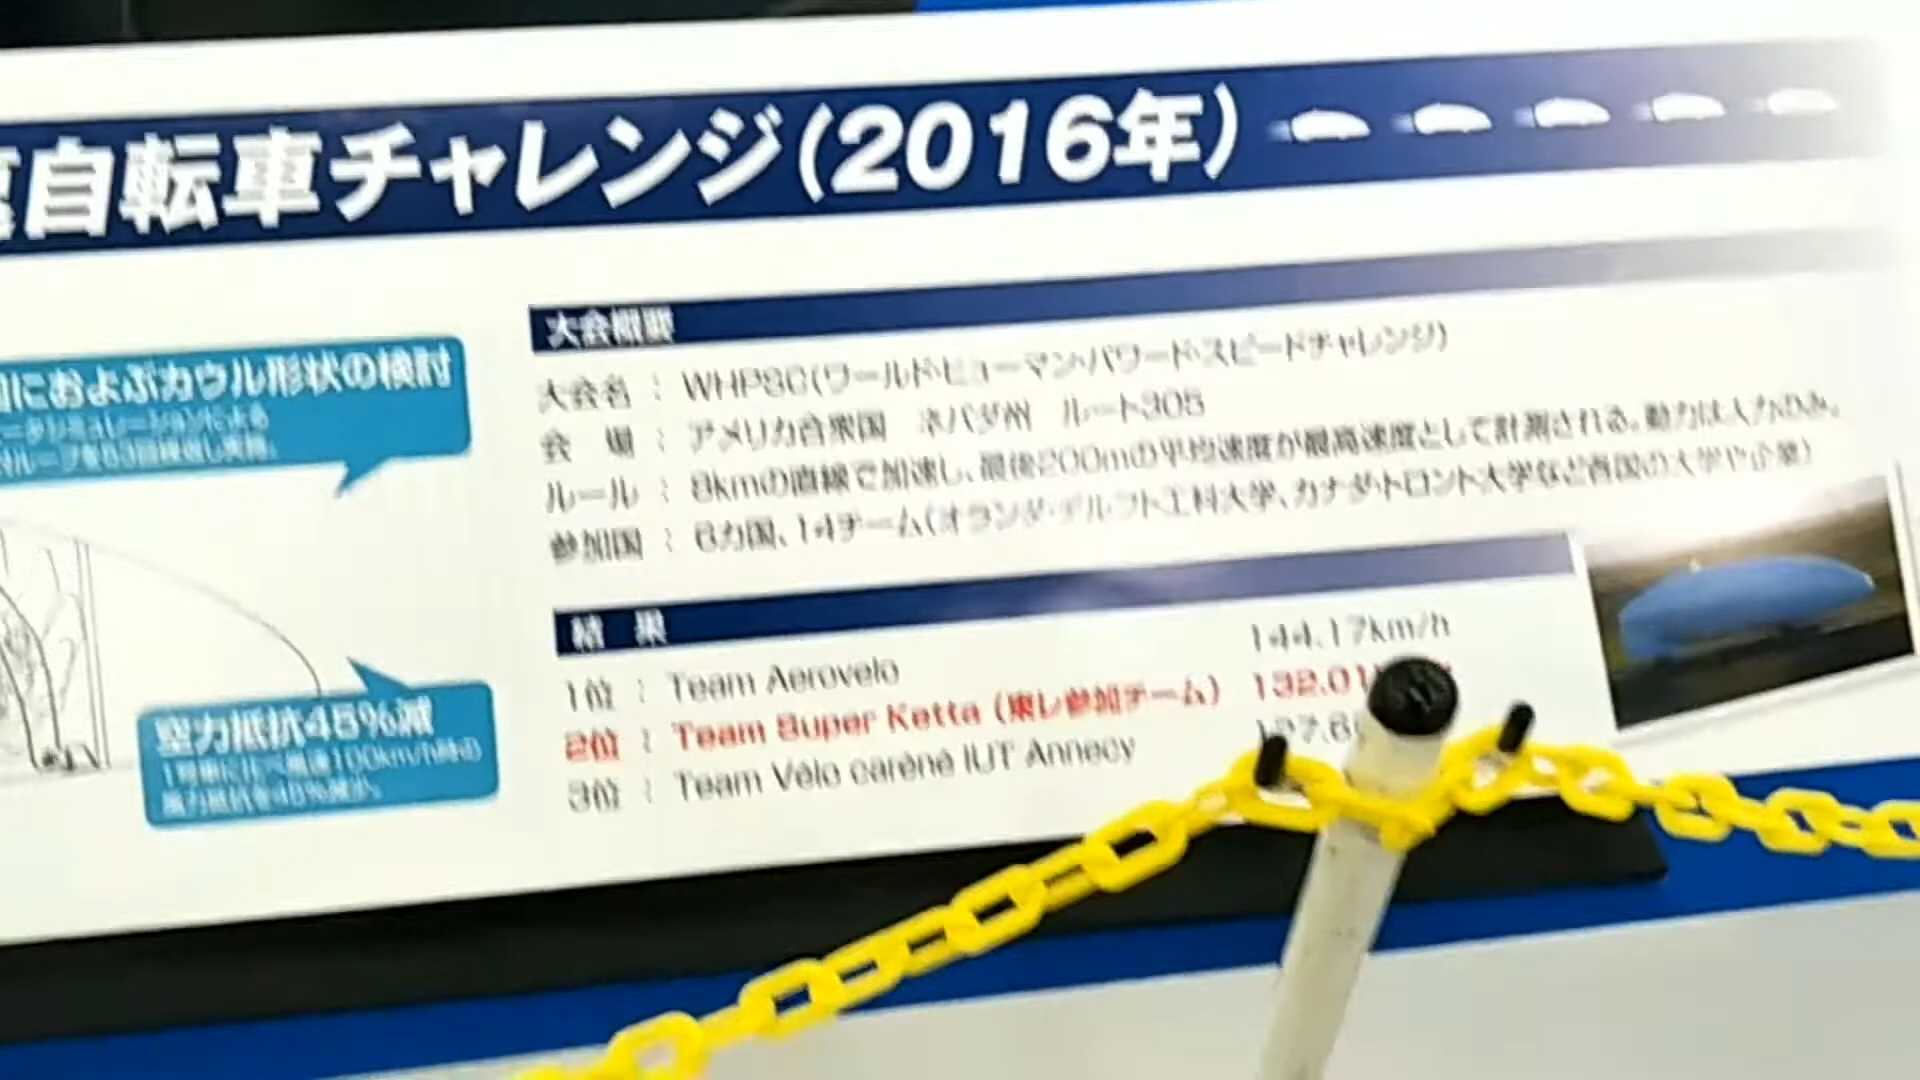 自転車チャレンジ(2016年)
におよぶカウル形状の検討
大会概要
大会名 : WHPSC(ワールド・ヒューマン・パワード・スピードチャレンジ)
会 場 : アメリカ合衆国 ネバダ州 ルート305
ルール : 8kmの直線で加速し、最後200mの平均速度が最高速度として計測される。動力は人力のみ。
参加国 : 6カ国、14チーム(オランダ・デルフト工科大学、カナダ・トロント大学など各国の大学や企業)
空力抵抗45%減
結 果
1位 : Team Aerovelo 144.17km/h
2位 : Team Super Ketta (東レ参加チーム) 132.01
3位 : Team Vélo caréné IUT Annecy